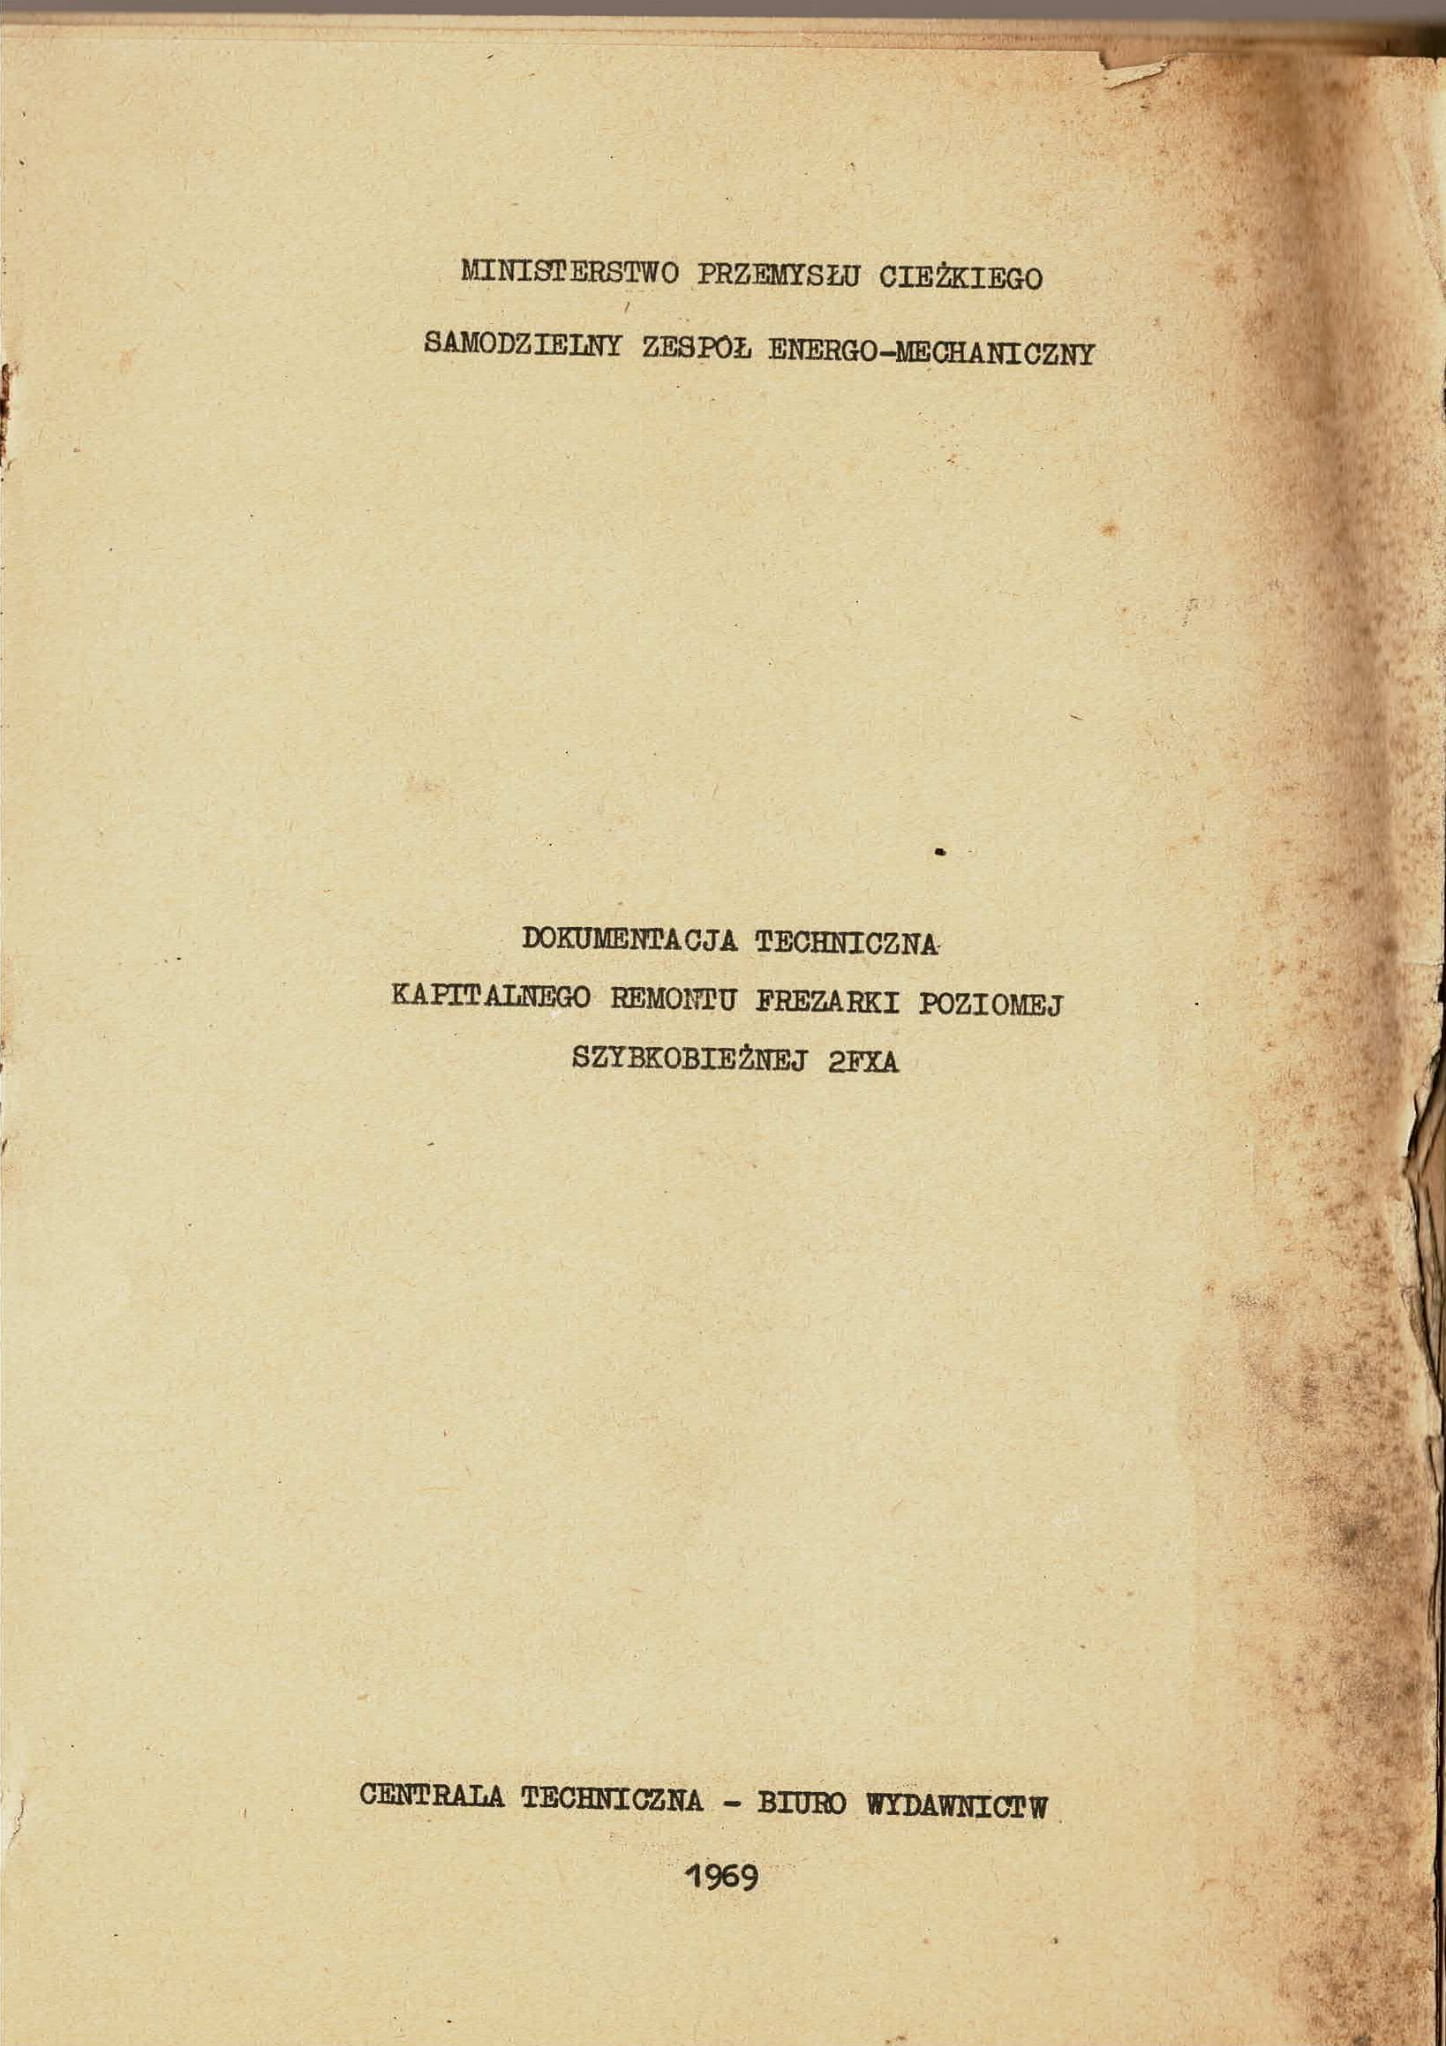 MINISTERSTWO PRZEMYSŁU CIEŻKIEGO
SAMODZIELNY ZESPÓŁ ENERGO-MECHANICZNY
DOKUMENTACJA TECHNICZNA
KAPITALNEGO REMONTU FREZARKI POZIOMEJ
SZYBKOBIEŻNEJ 2FXA
CENTRALA TECHNICZNA - BIURO WYDAWNICTW
1969